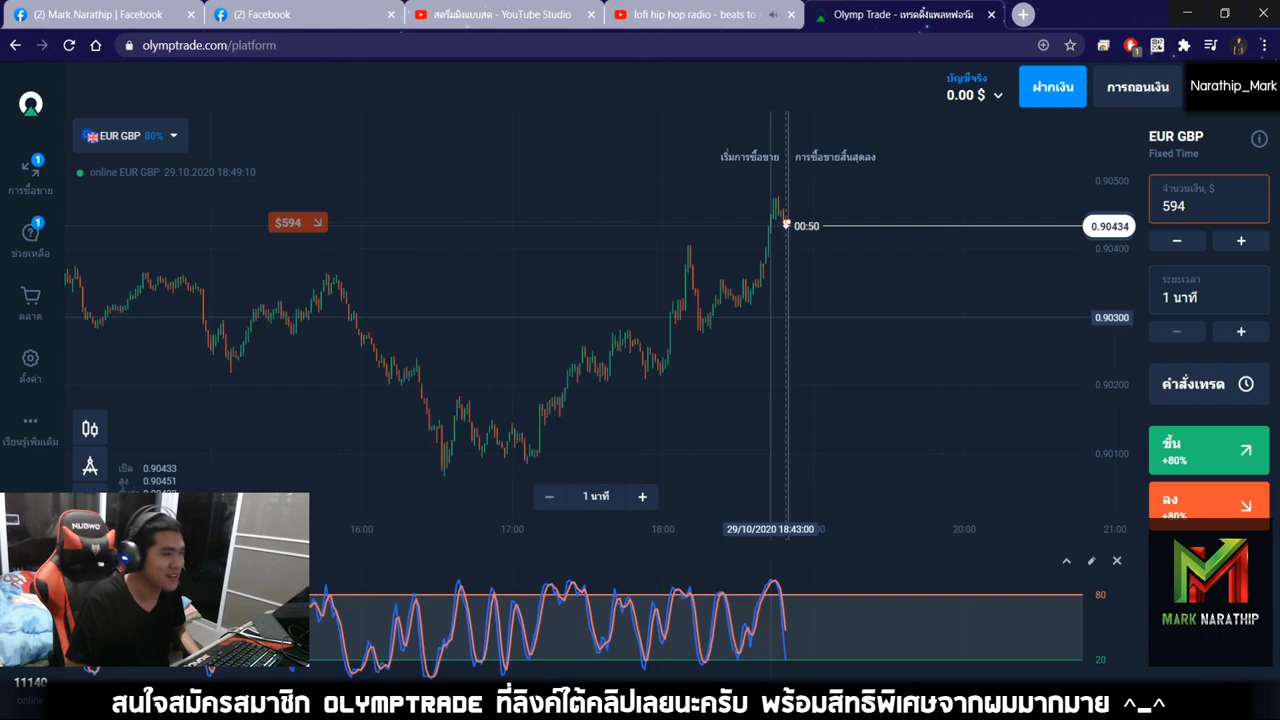 (2) Mark Narathip | Facebook
(2) Facebook
สตรีมมิงแบบสด - YouTube Studio
lofi hip hop radio - beats to
Olymp Trade - เทรดดิ้งแพลทฟอร์ม
olymptrade.com/platform
1
บัญชีจริง
0.00 $
ฝากเงิน
การถอนเงิน
Narathip_Mark
EUR GBP 80%
online EUR GBP 29.10.2020 18:49:10
เริ่มการซื้อขาย
การซื้อขายสิ้นสุดลง
EUR GBP
Fixed Time
จำนวนเงิน, $
594
ระยะเวลา
1 นาที
คำสั่งเทรด
ขึ้น
+80%
ลง
+80%
1
การซื้อขาย
1
ช่วยเหลือ
ตลาด
ตั้งค่า
เรียนรู้เพิ่มเติม
$594
00:50
0.90500
0.90434
0.90400
0.90300
0.90200
0.90100
เปิด 0.90433
สูง 0.90451
1 นาที
16:00
17:00
18:00
29/10/2020 18:43:00
20:00
21:00
80
20
NUBWO
MARK NARATHIP
11140
online
สนใจสมัครสมาชิก OLYMPTRADE ที่ลิงค์ใต้คลิปเลยนะครับ พร้อมสิทธิพิเศษจากผมมากมาย ^_^